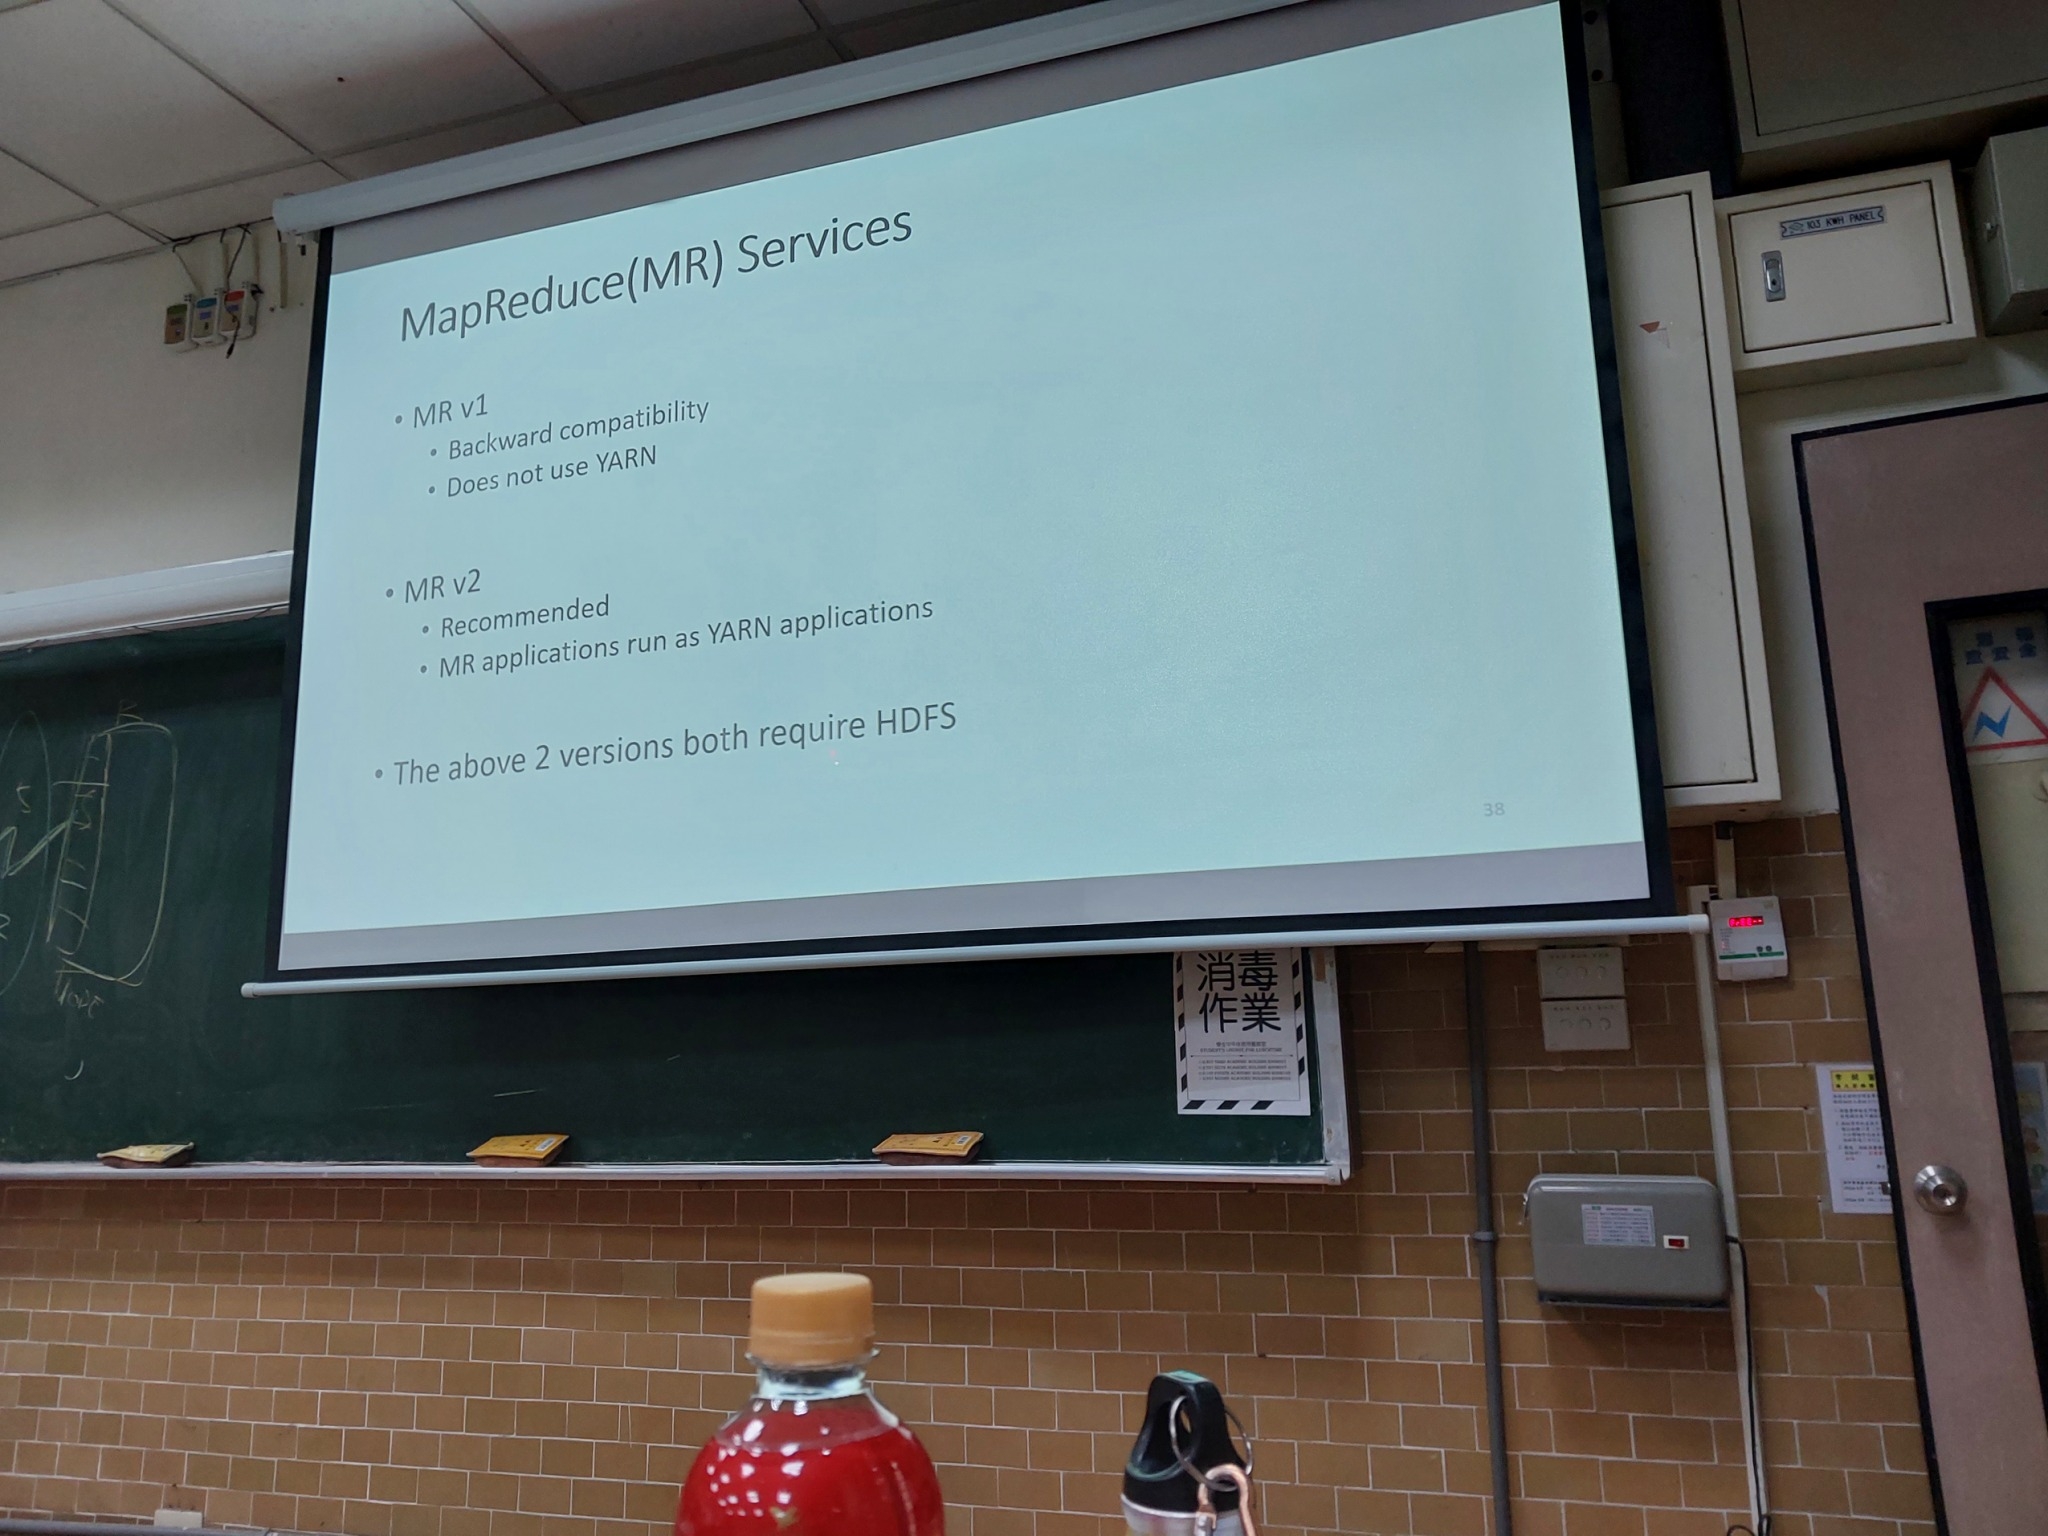 MapReduce(MR) Services
• MR v1
• Backward compatibility
• Does not use YARN
• MR v2
• Recommended
• MR applications run as YARN applications
• The above 2 versions both require HDFS
38
103 KWH PANEL
消毒
作業